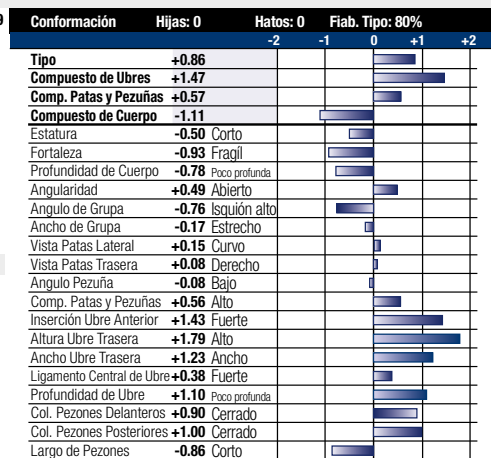 9
Conformación Hijas: 0 Hatos: 0 Fiab. Tipo: 80%
-2 -1 0 +1 +2
Tipo +0.86
Compuesto de Ubres +1.47
Comp. Patas y Pezuñas +0.57
Compuesto de Cuerpo -1.11
Estatura -0.50 Corto
Fortaleza -0.93 Fragíl
Profundidad de Cuerpo -0.78 Poco profunda
Angularidad +0.49 Abierto
Angulo de Grupa -0.76 Isquión alto
Ancho de Grupa -0.17 Estrecho
Vista Patas Lateral +0.15 Curvo
Vista Patas Trasera +0.08 Derecho
Angulo Pezuña -0.08 Bajo
Comp. Patas y Pezuñas +0.56 Alto
Inserción Ubre Anterior +1.43 Fuerte
Altura Ubre Trasera +1.79 Alto
Ancho Ubre Trasera +1.23 Ancho
Ligamento Central de Ubre +0.38 Fuerte
Profundidad de Ubre +1.10 Poco profunda
Col. Pezones Delanteros +0.90 Cerrado
Col. Pezones Posteriores +1.00 Cerrado
Largo de Pezones -0.86 Corto